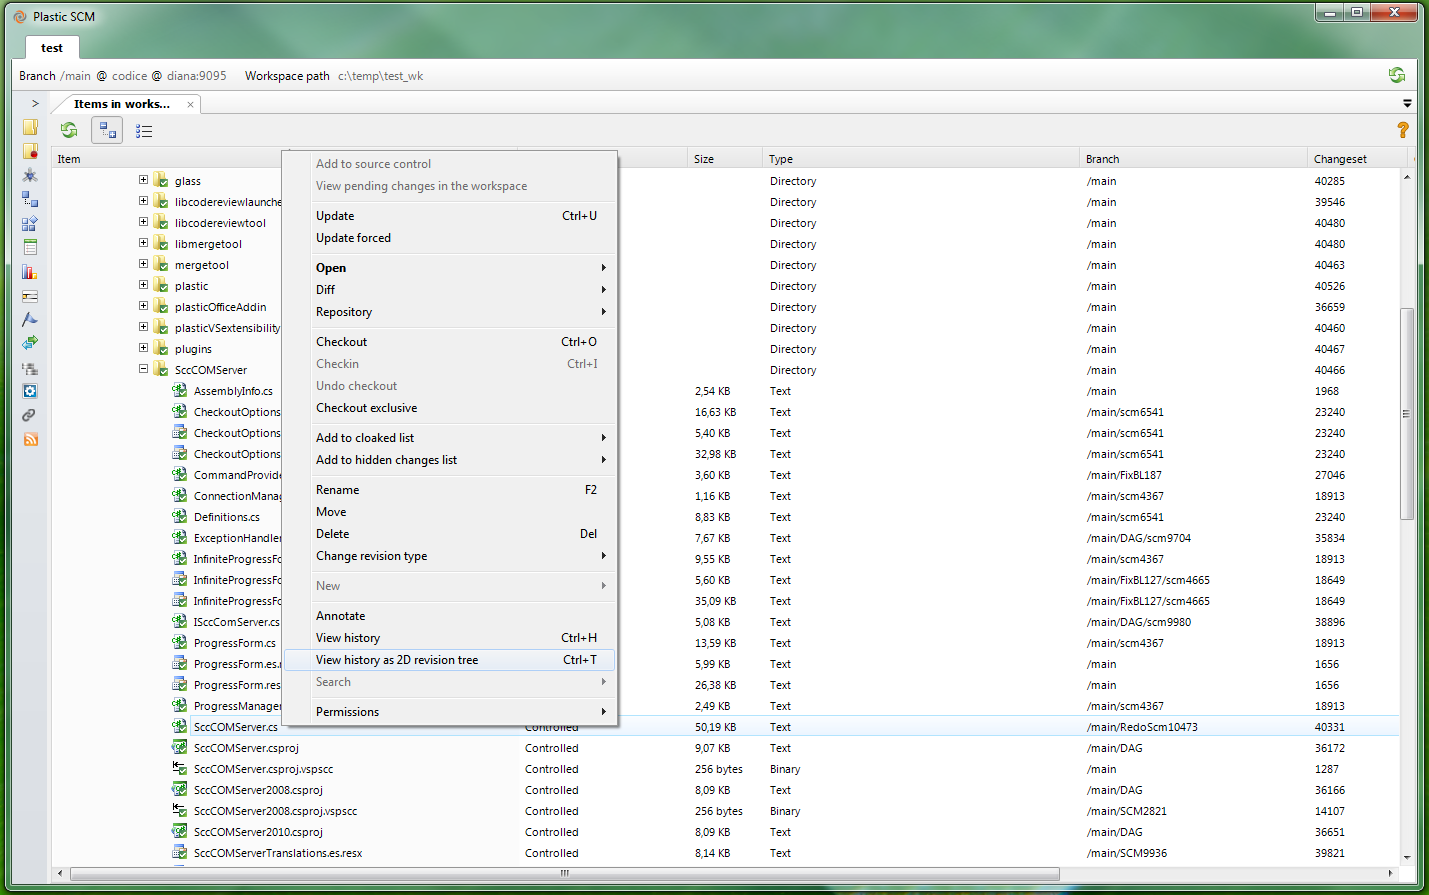 Plastic SCM
test
Branch /main @ codice @ diana:9095 Workspace path c:\temp\test_wk
Items in works...
Item Size Type Branch Changeset
Add to source control
View pending changes in the workspace
Update Ctrl+U
Update forced
Open
Diff
Repository
Checkout Ctrl+O
Checkin Ctrl+I
Undo checkout
Checkout exclusive
Add to cloaked list
Add to hidden changes list
Rename F2
Move
Delete Del
Change revision type
New
Annotate
View history Ctrl+H
View history as 2D revision tree Ctrl+T
Search
Permissions
glass Directory /main 40285
libcodereviewlaunche Directory /main 39546
libcodereviewtool Directory /main 40480
libmergetool Directory /main 40480
mergetool Directory /main 40463
plastic Directory /main 40526
plasticOfficeAddin Directory /main 36659
plasticVSextensibility Directory /main 40460
plugins Directory /main 40467
SccCOMServer Directory /main 40466
AssemblyInfo.cs 2,54 KB Text /main 1968
CheckoutOptions 16,63 KB Text /main/scm6541 23240
CheckoutOptions 5,40 KB Text /main/scm6541 23240
CheckoutOptions 32,98 KB Text /main/scm6541 23240
CommandProvide 3,60 KB Text /main/FixBL187 27046
ConnectionManag 1,16 KB Text /main/scm4367 18913
Definitions.cs 8,83 KB Text /main/scm6541 23240
ExceptionHandler 7,67 KB Text /main/DAG/scm9704 35834
InfiniteProgressFo 9,55 KB Text /main/scm4367 18913
InfiniteProgressFo 5,60 KB Text /main/FixBL127/scm4665 18649
InfiniteProgressFo 35,09 KB Text /main/FixBL127/scm4665 18649
ISccComServer.cs 5,08 KB Text /main/DAG/scm9980 38896
ProgressForm.cs 13,59 KB Text /main/scm4367 18913
ProgressForm.es.r 5,99 KB Text /main 1656
ProgressForm.res 26,38 KB Text /main 1656
ProgressManager 2,49 KB Text /main/scm4367 18913
SccCOMServer.cs Controlled 50,19 KB Text /main/RedoScm10473 40331
SccCOMServer.csproj Controlled 9,07 KB Text /main/DAG 36172
SccCOMServer.csproj.vspscc Controlled 256 bytes Binary /main 1287
SccCOMServer2008.csproj Controlled 8,09 KB Text /main/DAG 36166
SccCOMServer2008.csproj.vspscc Controlled 256 bytes Binary /main/SCM2821 14107
SccCOMServer2010.csproj Controlled 8,09 KB Text /main/DAG 36651
SccCOMServerTranslations.es.resx Controlled 8,14 KB Text /main/SCM9936 39821